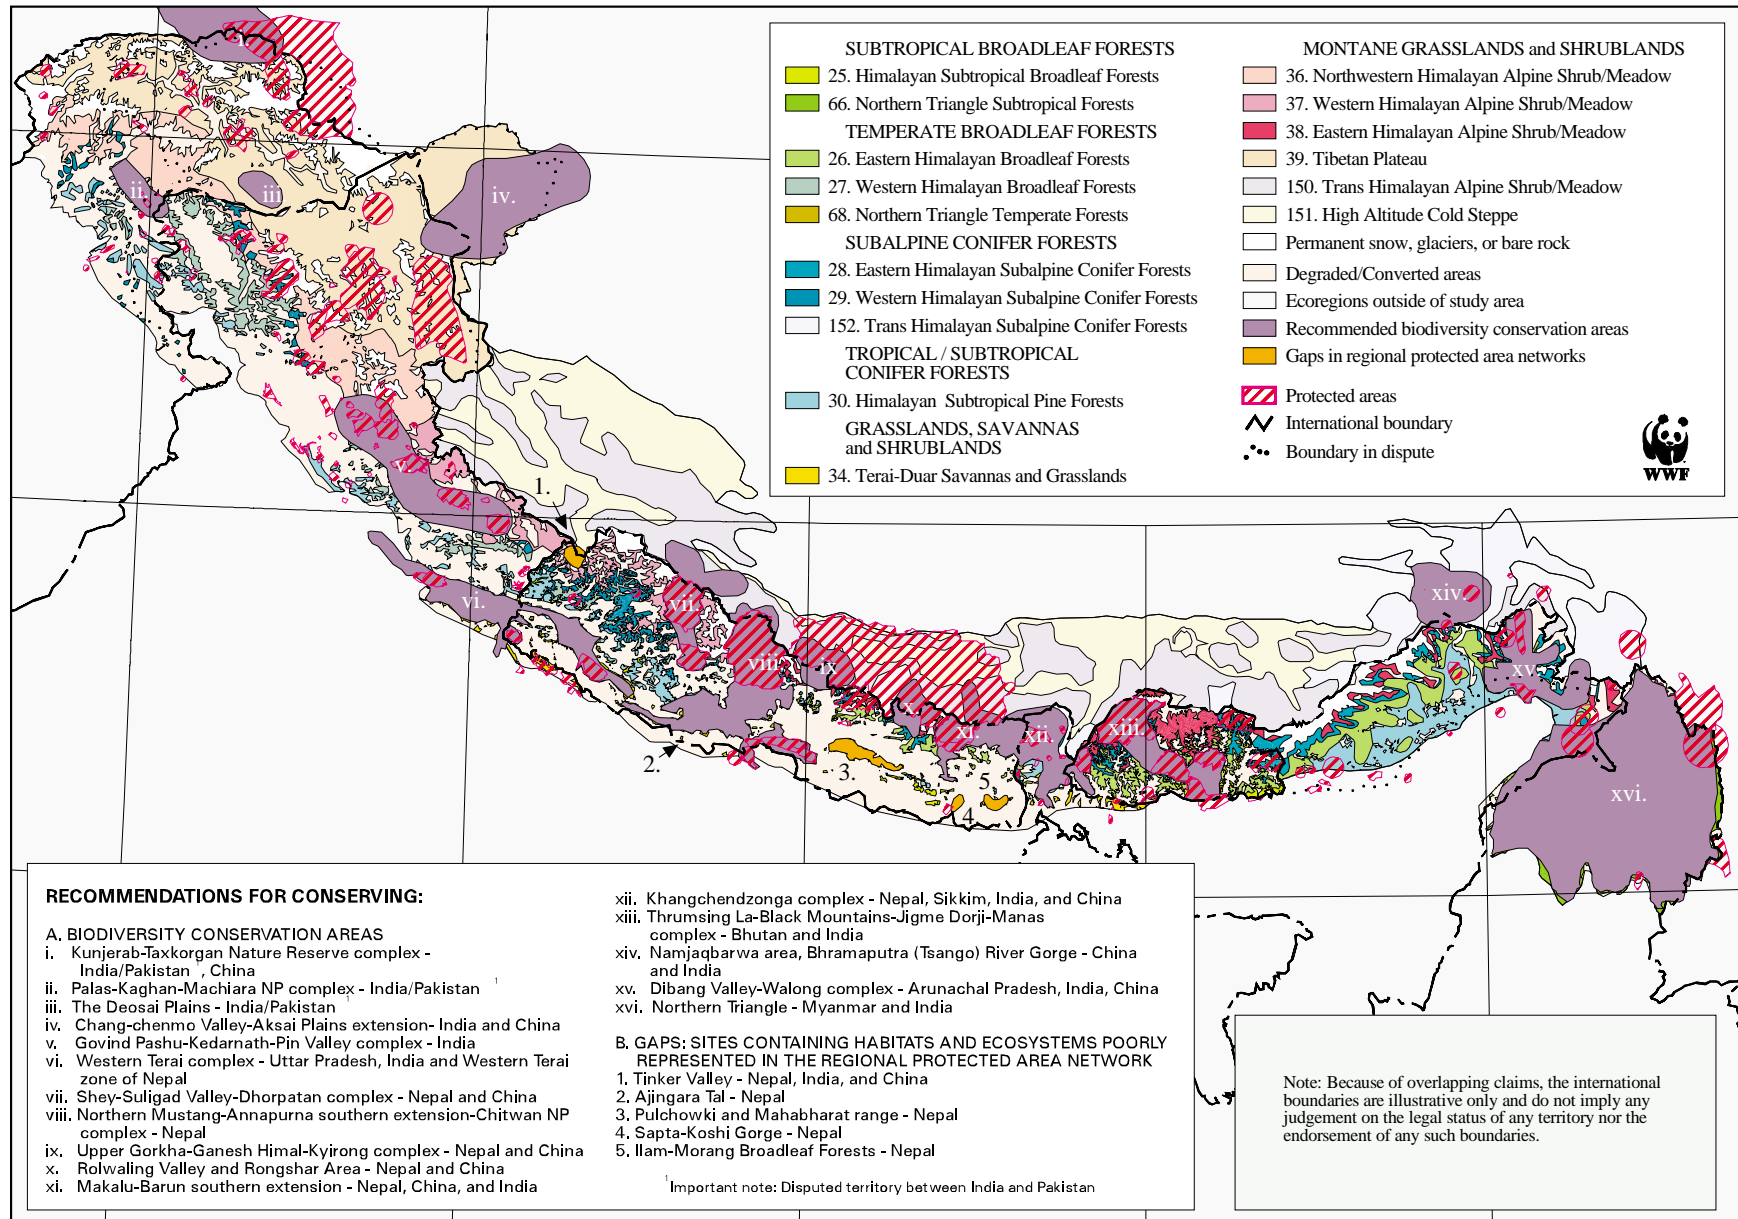 i.
ii.
iii
iv.
v.
1.
vi.
vii.
viii
ix
x.
xi.
xii.
xiii.
xiv.
xv.
xvi.
2.
3.
4
5
SUBTROPICAL BROADLEAF FORESTS
25. Himalayan Subtropical Broadleaf Forests
66. Northern Triangle Subtropical Forests
TEMPERATE BROADLEAF FORESTS
26. Eastern Himalayan Broadleaf Forests
27. Western Himalayan Broadleaf Forests
68. Northern Triangle Temperate Forests
SUBALPINE CONIFER FORESTS
28. Eastern Himalayan Subalpine Conifer Forests
29. Western Himalayan Subalpine Conifer Forests
152. Trans Himalayan Subalpine Conifer Forests
TROPICAL / SUBTROPICAL
CONIFER FORESTS
30. Himalayan Subtropical Pine Forests
GRASSLANDS, SAVANNAS
and SHRUBLANDS
34. Terai-Duar Savannas and Grasslands
MONTANE GRASSLANDS and SHRUBLANDS
36. Northwestern Himalayan Alpine Shrub/Meadow
37. Western Himalayan Alpine Shrub/Meadow
38. Eastern Himalayan Alpine Shrub/Meadow
39. Tibetan Plateau
150. Trans Himalayan Alpine Shrub/Meadow
151. High Altitude Cold Steppe
Permanent snow, glaciers, or bare rock
Degraded/Converted areas
Ecoregions outside of study area
Recommended biodiversity conservation areas
Gaps in regional protected area networks
Protected areas
International boundary
Boundary in dispute
WWF
RECOMMENDATIONS FOR CONSERVING:
A. BIODIVERSITY CONSERVATION AREAS
i. Kunjerab-Taxkorgan Nature Reserve complex -
India/Pakistan 1, China
ii. Palas-Kaghan-Machiara NP complex - India/Pakistan 1
iii. The Deosai Plains - India/Pakistan 1
iv. Chang-chenmo Valley-Aksai Plains extension- India and China
v. Govind Pashu-Kedarnath-Pin Valley complex - India
vi. Western Terai complex - Uttar Pradesh, India and Western Terai
zone of Nepal
vii. Shey-Suligad Valley-Dhorpatan complex - Nepal and China
viii. Northern Mustang-Annapurna southern extension-Chitwan NP
complex - Nepal
ix. Upper Gorkha-Ganesh Himal-Kyirong complex - Nepal and China
x. Rolwaling Valley and Rongshar Area - Nepal and China
xi. Makalu-Barun southern extension - Nepal, China, and India
xii. Khangchendzonga complex - Nepal, Sikkim, India, and China
xiii. Thrumsing La-Black Mountains-Jigme Dorji-Manas
complex - Bhutan and India
xiv. Namjaqbarwa area, Bhramaputra (Tsango) River Gorge - China
and India
xv. Dibang Valley-Walong complex - Arunachal Pradesh, India, China
xvi. Northern Triangle - Myanmar and India
B. GAPS: SITES CONTAINING HABITATS AND ECOSYSTEMS POORLY
REPRESENTED IN THE REGIONAL PROTECTED AREA NETWORK
1. Tinker Valley - Nepal, India, and China
2. Ajingara Tal - Nepal
3. Pulchowki and Mahabharat range - Nepal
4. Sapta-Koshi Gorge - Nepal
5. Ilam-Morang Broadleaf Forests - Nepal
1 Important note: Disputed territory between India and Pakistan
Note: Because of overlapping claims, the international
boundaries are illustrative only and do not imply any
judgement on the legal status of any territory nor the
endorsement of any such boundaries.